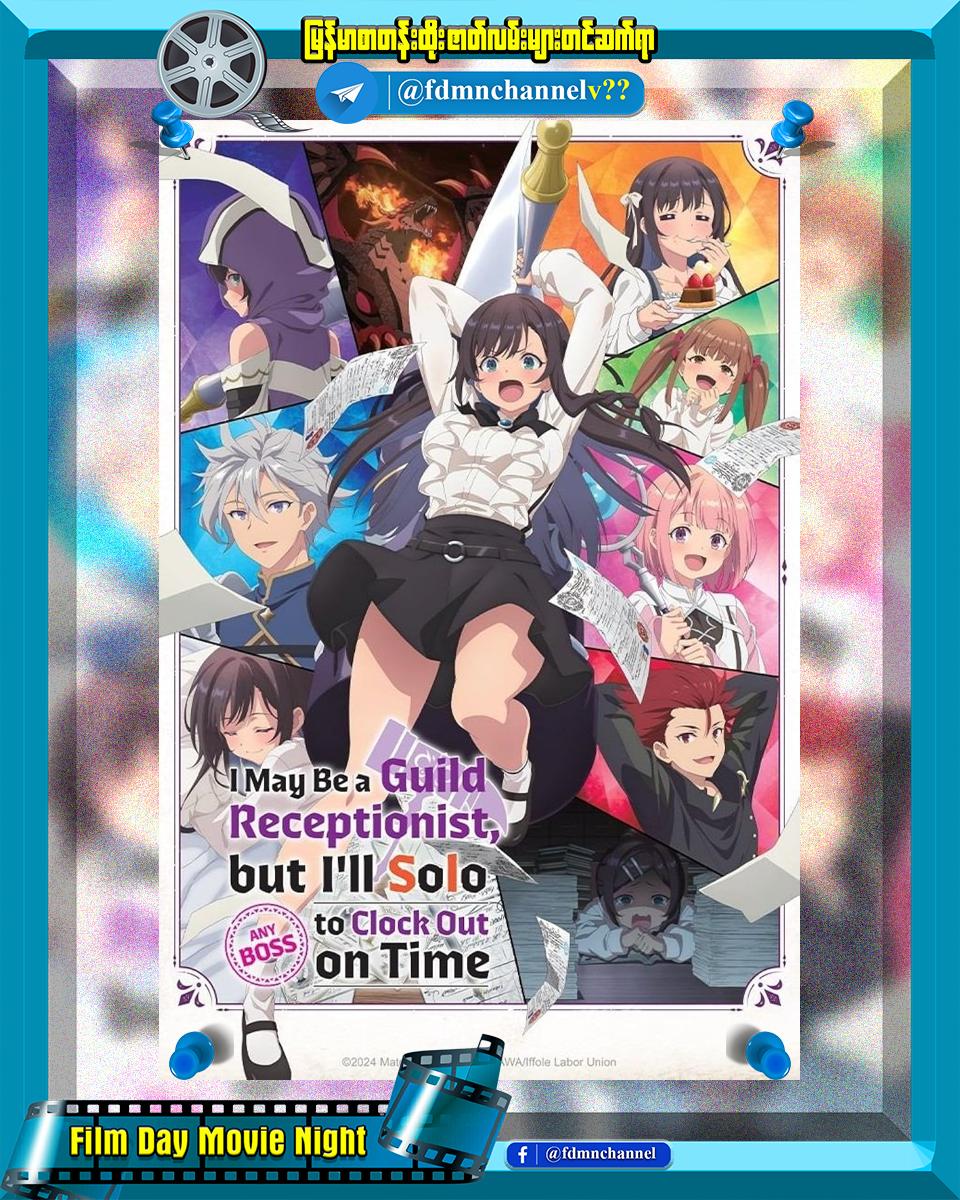 မြန်မာစာတန်းထိုးဇာတ်လမ်းများတင်ဆက်ရာ
@fdmnchannelv??
I May Be a Guild
Receptionist,
but I'll Solo
ANY
BOSS
to Clock Out
on Time
©2024 Mat
AWA/Iffole Labor Union
Film Day Movie Night
f @fdmnchannel